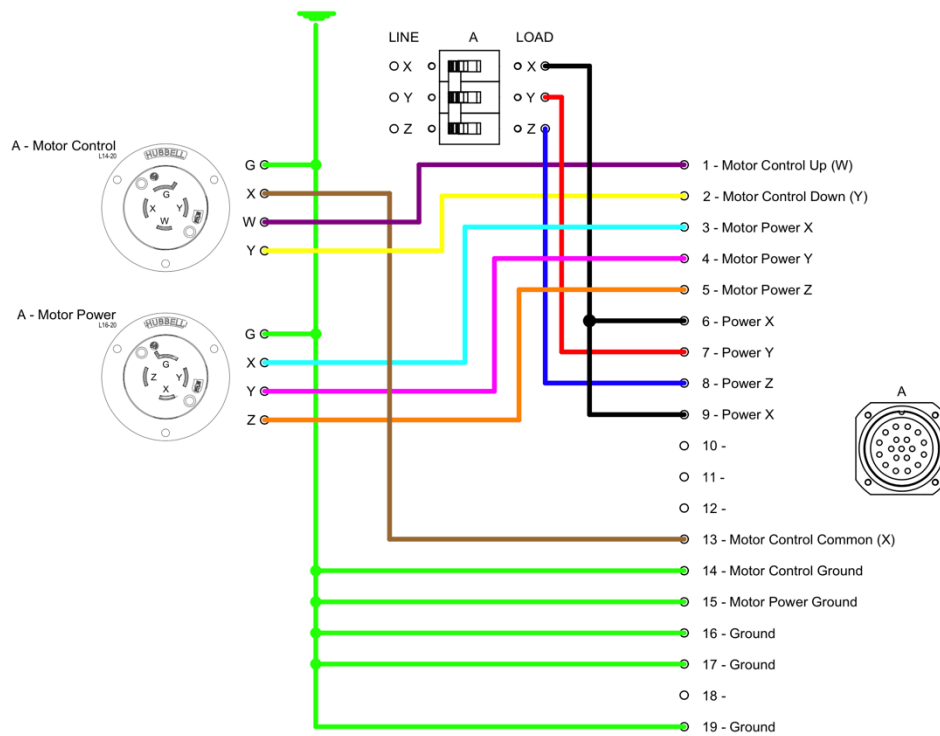 LINE A LOAD
X X
Y Y
Z Z
A - Motor Control
L14-20
HUBBELL
G
X Y
W
G
X
W
Y
A - Motor Power
L16-20
HUBBELL
G
Z Y
X
G
X
Y
Z
1 - Motor Control Up (W)
2 - Motor Control Down (Y)
3 - Motor Power X
4 - Motor Power Y
5 - Motor Power Z
6 - Power X
7 - Power Y
8 - Power Z
9 - Power X
10 -
11 -
12 -
13 - Motor Control Common (X)
14 - Motor Control Ground
15 - Motor Power Ground
16 - Ground
17 - Ground
18 -
19 - Ground
A